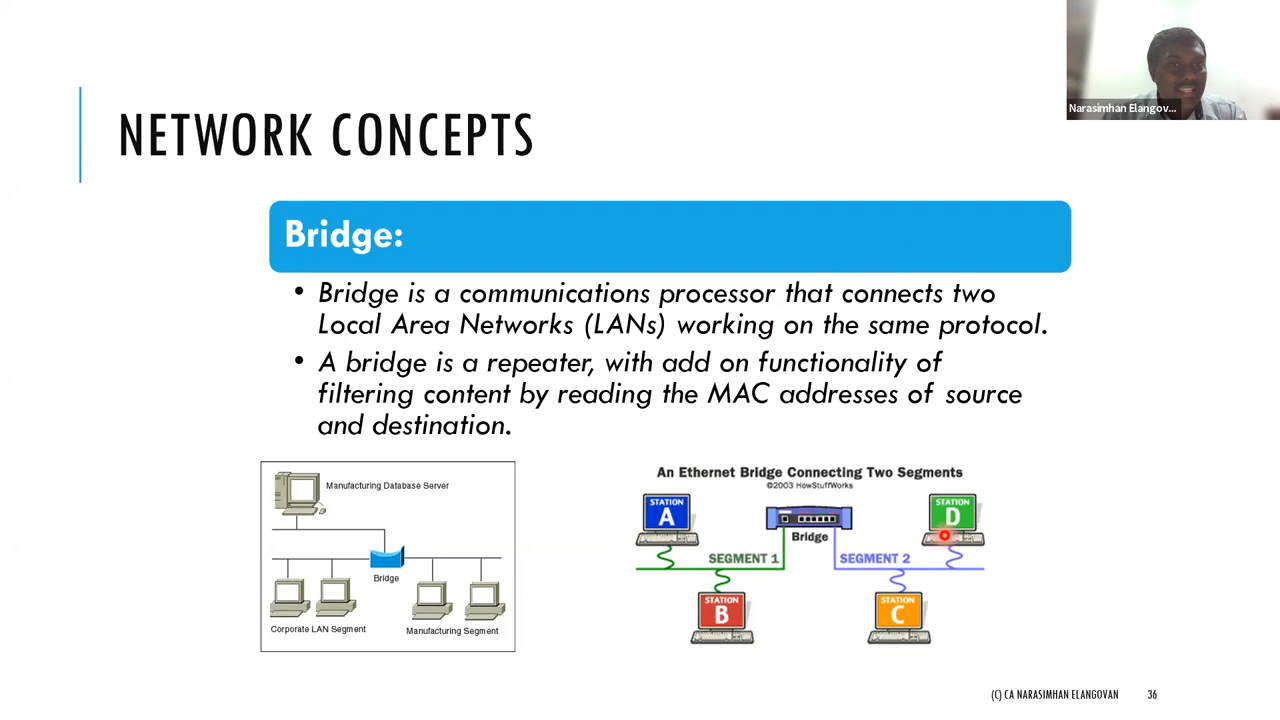 Narasimhan Elangov...
NETWORK CONCEPTS
Bridge:
• Bridge is a communications processor that connects two
Local Area Networks (LANs) working on the same protocol.
• A bridge is a repeater, with add on functionality of
filtering content by reading the MAC addresses of source
and destination.
Manufacturing Database Server
Bridge
Corporate LAN Segment
Manufacturing Segment
An Ethernet Bridge Connecting Two Segments
©2003 HowStuffWorks
STATION
A
Bridge
STATION
D
SEGMENT 1
SEGMENT 2
STATION
B
STATION
C
(C) CA NARASIMHAN ELANGOVAN
36